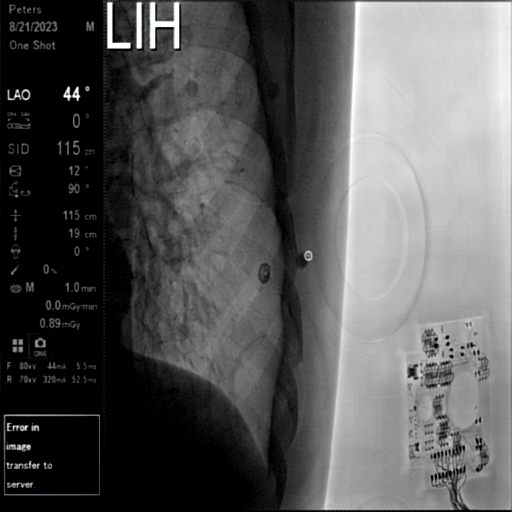 Peters
8/21/2023 M
One Shot
LIH
LAO 44°
0°
SID 115 cm
12°
90°
115 cm
19 cm
0°
0%
M 1.0 min
0.0 mGy/min
0.89 mGy
ONE
F 80kV 44mA 5.5ms
R 70kV 320mA 52.5ms
Error in
image
transfer to
server.